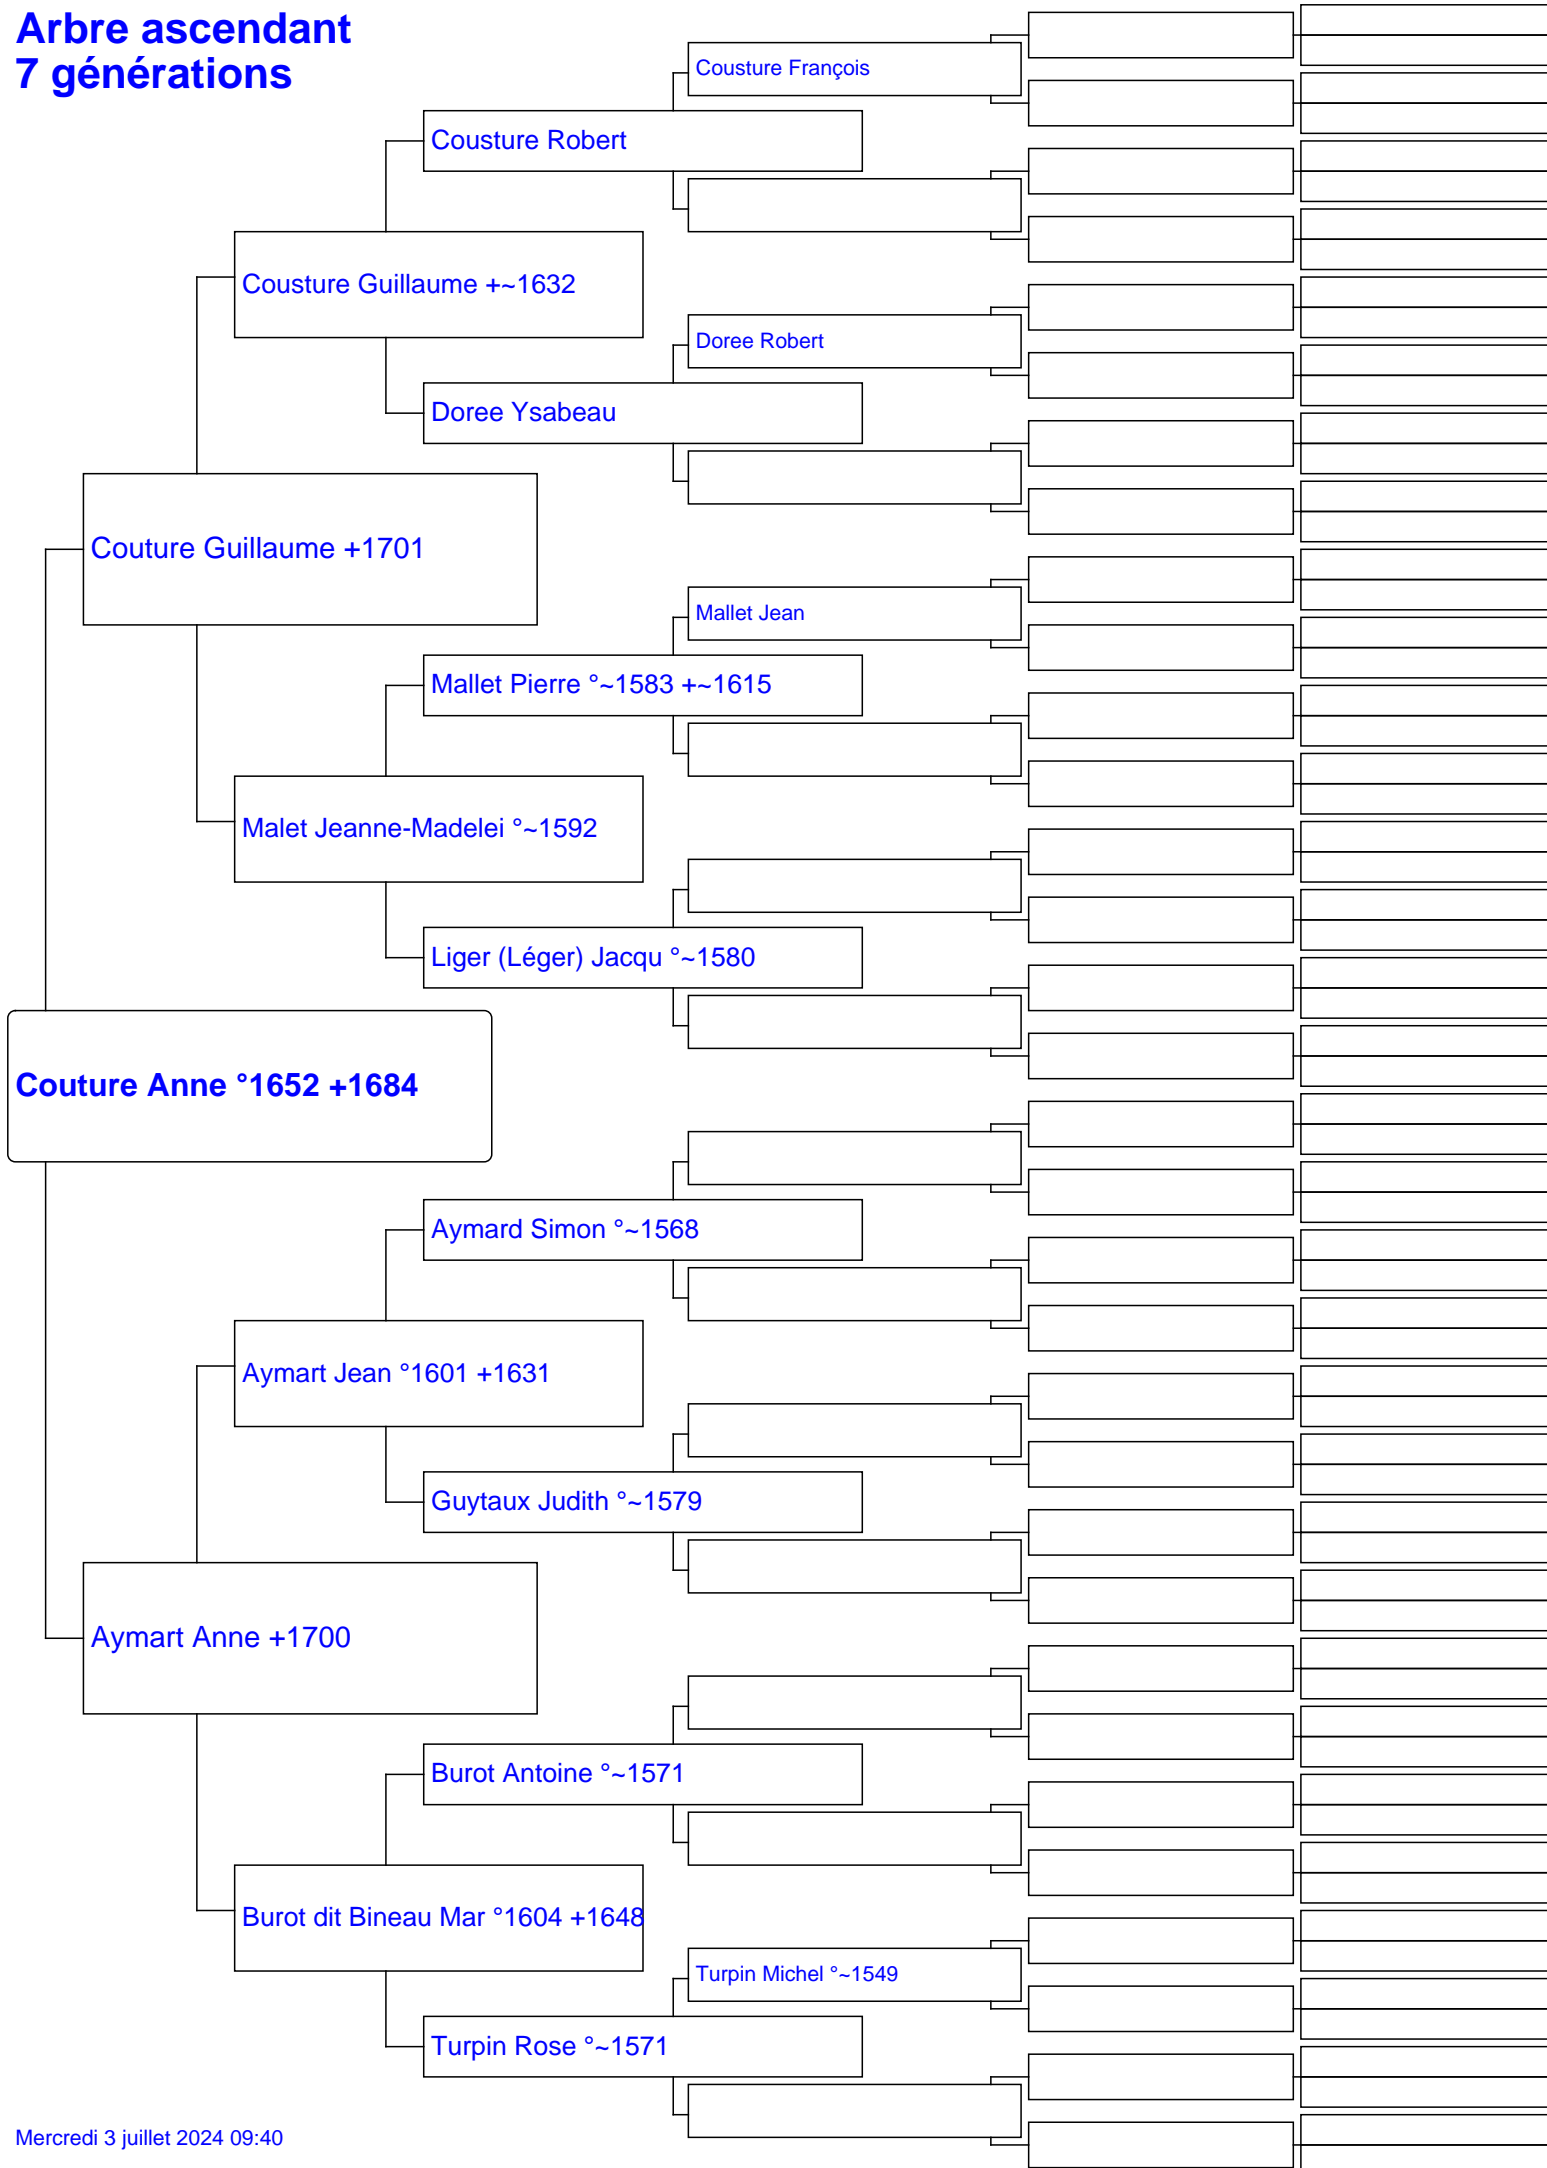 Arbre ascendant
7 générations
Cousture François
Cousture Robert
Cousture Guillaume +~1632
Doree Robert
Doree Ysabeau
Couture Guillaume +1701
Mallet Jean
Mallet Pierre °~1583 +~1615
Malet Jeanne-Madelei °~1592
Liger (Léger) Jacqu °~1580
Couture Anne °1652 +1684
Aymard Simon °~1568
Aymart Jean °1601 +1631
Guytaux Judith °~1579
Aymart Anne +1700
Burot Antoine °~1571
Burot dit Bineau Mar °1604 +1648
Turpin Michel °~1549
Turpin Rose °~1571
Mercredi 3 juillet 2024 09:40